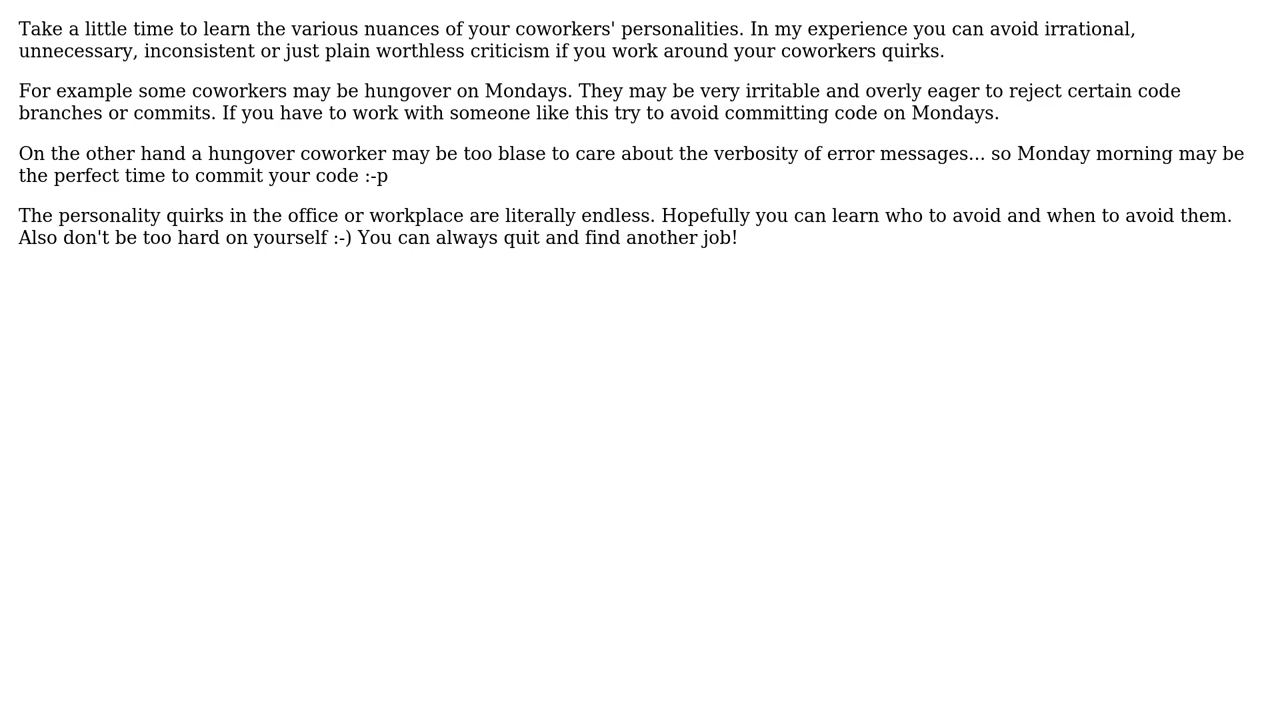 Take a little time to learn the various nuances of your coworkers' personalities. In my experience you can avoid irrational,
unnecessary, inconsistent or just plain worthless criticism if you work around your coworkers quirks.
For example some coworkers may be hungover on Mondays. They may be very irritable and overly eager to reject certain code
branches or commits. If you have to work with someone like this try to avoid committing code on Mondays.
On the other hand a hungover coworker may be too blase to care about the verbosity of error messages... so Monday morning may be
the perfect time to commit your code :-p
The personality quirks in the office or workplace are literally endless. Hopefully you can learn who to avoid and when to avoid them.
Also don't be too hard on yourself :-) You can always quit and find another job!